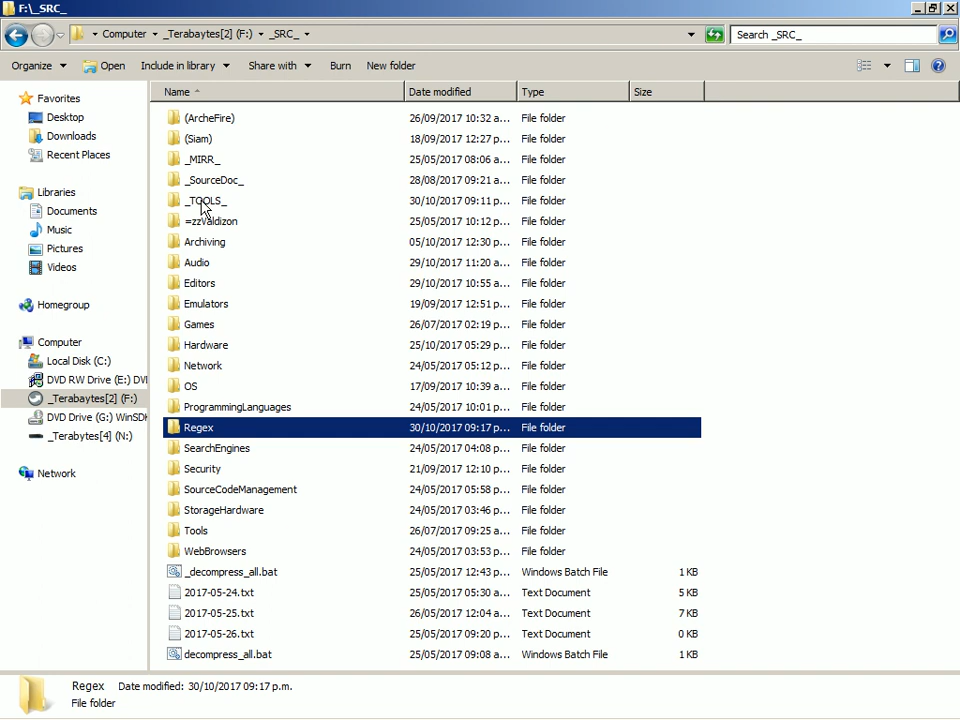 F:\_SRC_
Computer _Terabaytes[2] (F:) _SRC_
Search _SRC_
Organize Open Include in library Share with Burn New folder
Name Date modified Type Size
Favorites
Desktop
Downloads
Recent Places
Libraries
Documents
Music
Pictures
Videos
Homegroup
Computer
Local Disk (C:)
DVD RW Drive (E:) DVI
_Terabaytes[2] (F:)
DVD Drive (G:) WinSDK
_Terabytes[4] (N:)
Network
(ArcheFire) 26/09/2017 10:32 a... File folder
(Siam) 18/09/2017 12:27 p... File folder
_MIRR_ 25/05/2017 08:06 a... File folder
_SourceDoc_ 28/08/2017 09:21 a... File folder
_TOOLS_ 30/10/2017 09:11 p... File folder
=zzValdizon 25/05/2017 10:12 p... File folder
Archiving 05/10/2017 12:30 p... File folder
Audio 29/10/2017 11:20 a... File folder
Editors 29/10/2017 10:55 a... File folder
Emulators 19/09/2017 12:51 p... File folder
Games 26/07/2017 02:19 p... File folder
Hardware 25/10/2017 05:29 p... File folder
Network 24/05/2017 05:12 p... File folder
OS 17/09/2017 10:39 a... File folder
ProgrammingLanguages 24/05/2017 10:01 p... File folder
Regex 30/10/2017 09:17 p... File folder
SearchEngines 24/05/2017 04:08 p... File folder
Security 21/09/2017 12:10 p... File folder
SourceCodeManagement 24/05/2017 05:58 p... File folder
StorageHardware 24/05/2017 03:46 p... File folder
Tools 26/07/2017 09:25 a... File folder
WebBrowsers 24/05/2017 03:53 p... File folder
_decompress_all.bat 25/05/2017 12:43 p... Windows Batch File 1 KB
2017-05-24.txt 25/05/2017 05:30 a... Text Document 5 KB
2017-05-25.txt 26/05/2017 12:04 a... Text Document 7 KB
2017-05-26.txt 25/05/2017 09:20 p... Text Document 0 KB
decompress_all.bat 25/05/2017 09:08 a... Windows Batch File 1 KB
Regex Date modified: 30/10/2017 09:17 p.m.
File folder